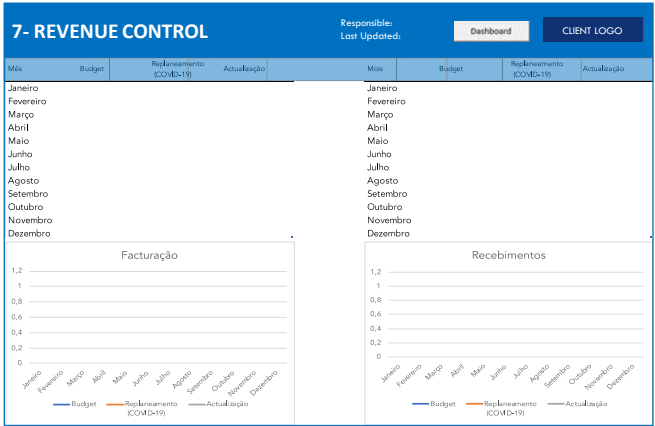 7- REVENUE CONTROL
Responsible:
Last Updated:
Dashboard
CLIENT LOGO
Mês Budget Replaneamento (COVID-19) Actualização
Mois Budget Replaneamento (COVID-19) Actualização
Janeiro
Fevereiro
Março
Abril
Maio
Junho
Julho
Agosto
Setembro
Outubro
Novembro
Dezembro
Janeiro
Fevereiro
Março
Abril
Maio
Junho
Julho
Agosto
Setembro
Outubro
Novembro
Dezembro
Facturação
1,2
1
0,8
0,6
0,4
0,2
0
Janeiro Fevereiro Março Abril Maio Junho Julho Agosto Setembro Outubro Novembro Dezembro
Budget Replaneamento (COVID-19) Actualização
Recebimentos
1,2
1
0,8
0,6
0,4
0,2
0
Janeiro Fevereiro Março Abril Maio Junho Julho Agosto Setembro Outubro Novembro Dezembro
Budget Replaneamento (COVID-19) Actualização